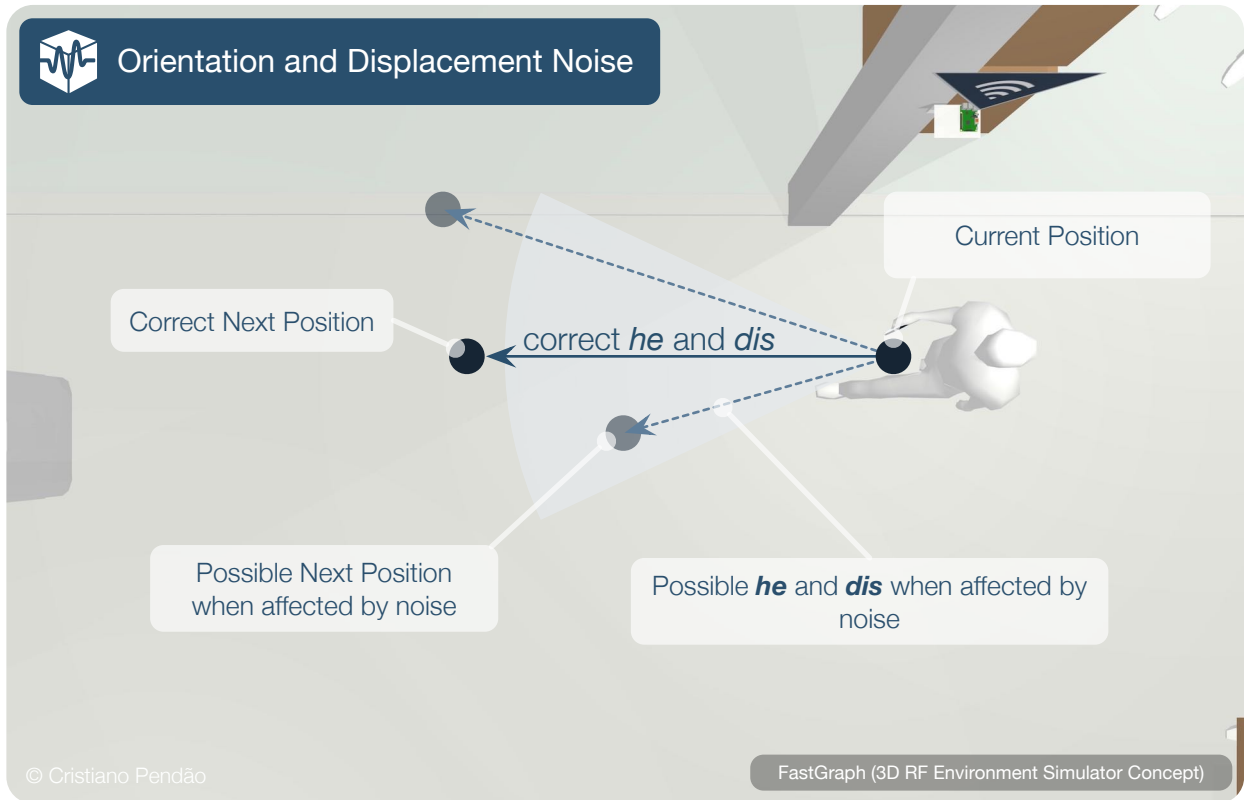 Orientation and Displacement Noise
Current Position
Correct Next Position
correct he and dis
Possible Next Position
when affected by noise
Possible he and dis when affected by
noise
© Cristiano Pendão
FastGraph (3D RF Environment Simulator Concept)